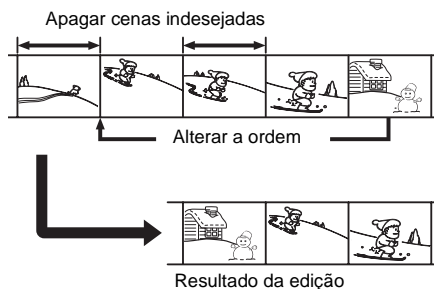 Apagar cenas indesejadas
Alterar a ordem
Resultado da edição